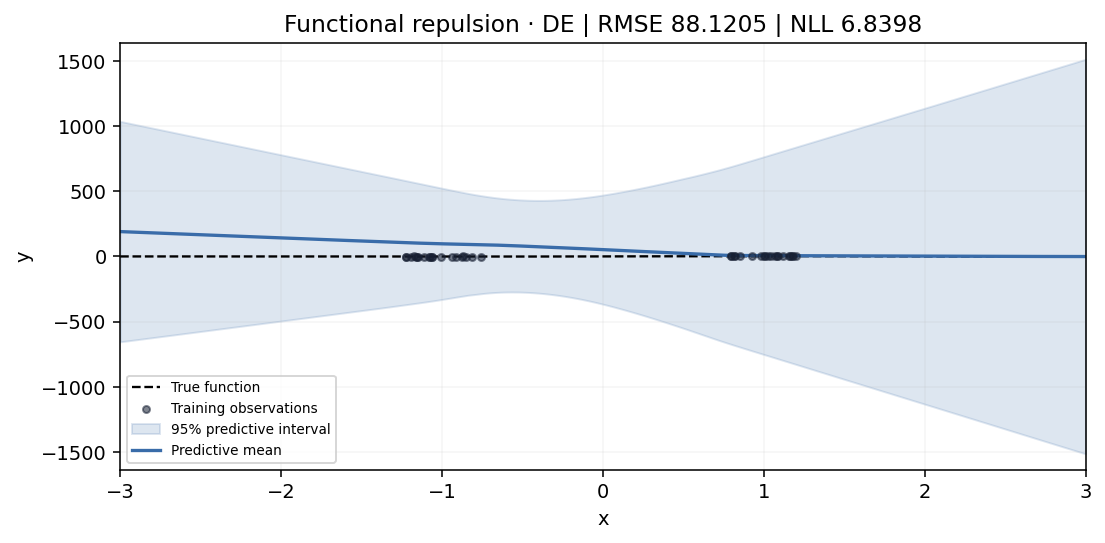 Functional repulsion · DE | RMSE 88.1205 | NLL 6.8398
1500
1000
500
0
−500
−1000
−1500
y
True function
Training observations
95% predictive interval
Predictive mean
−3
−2
−1
0
1
2
3
x